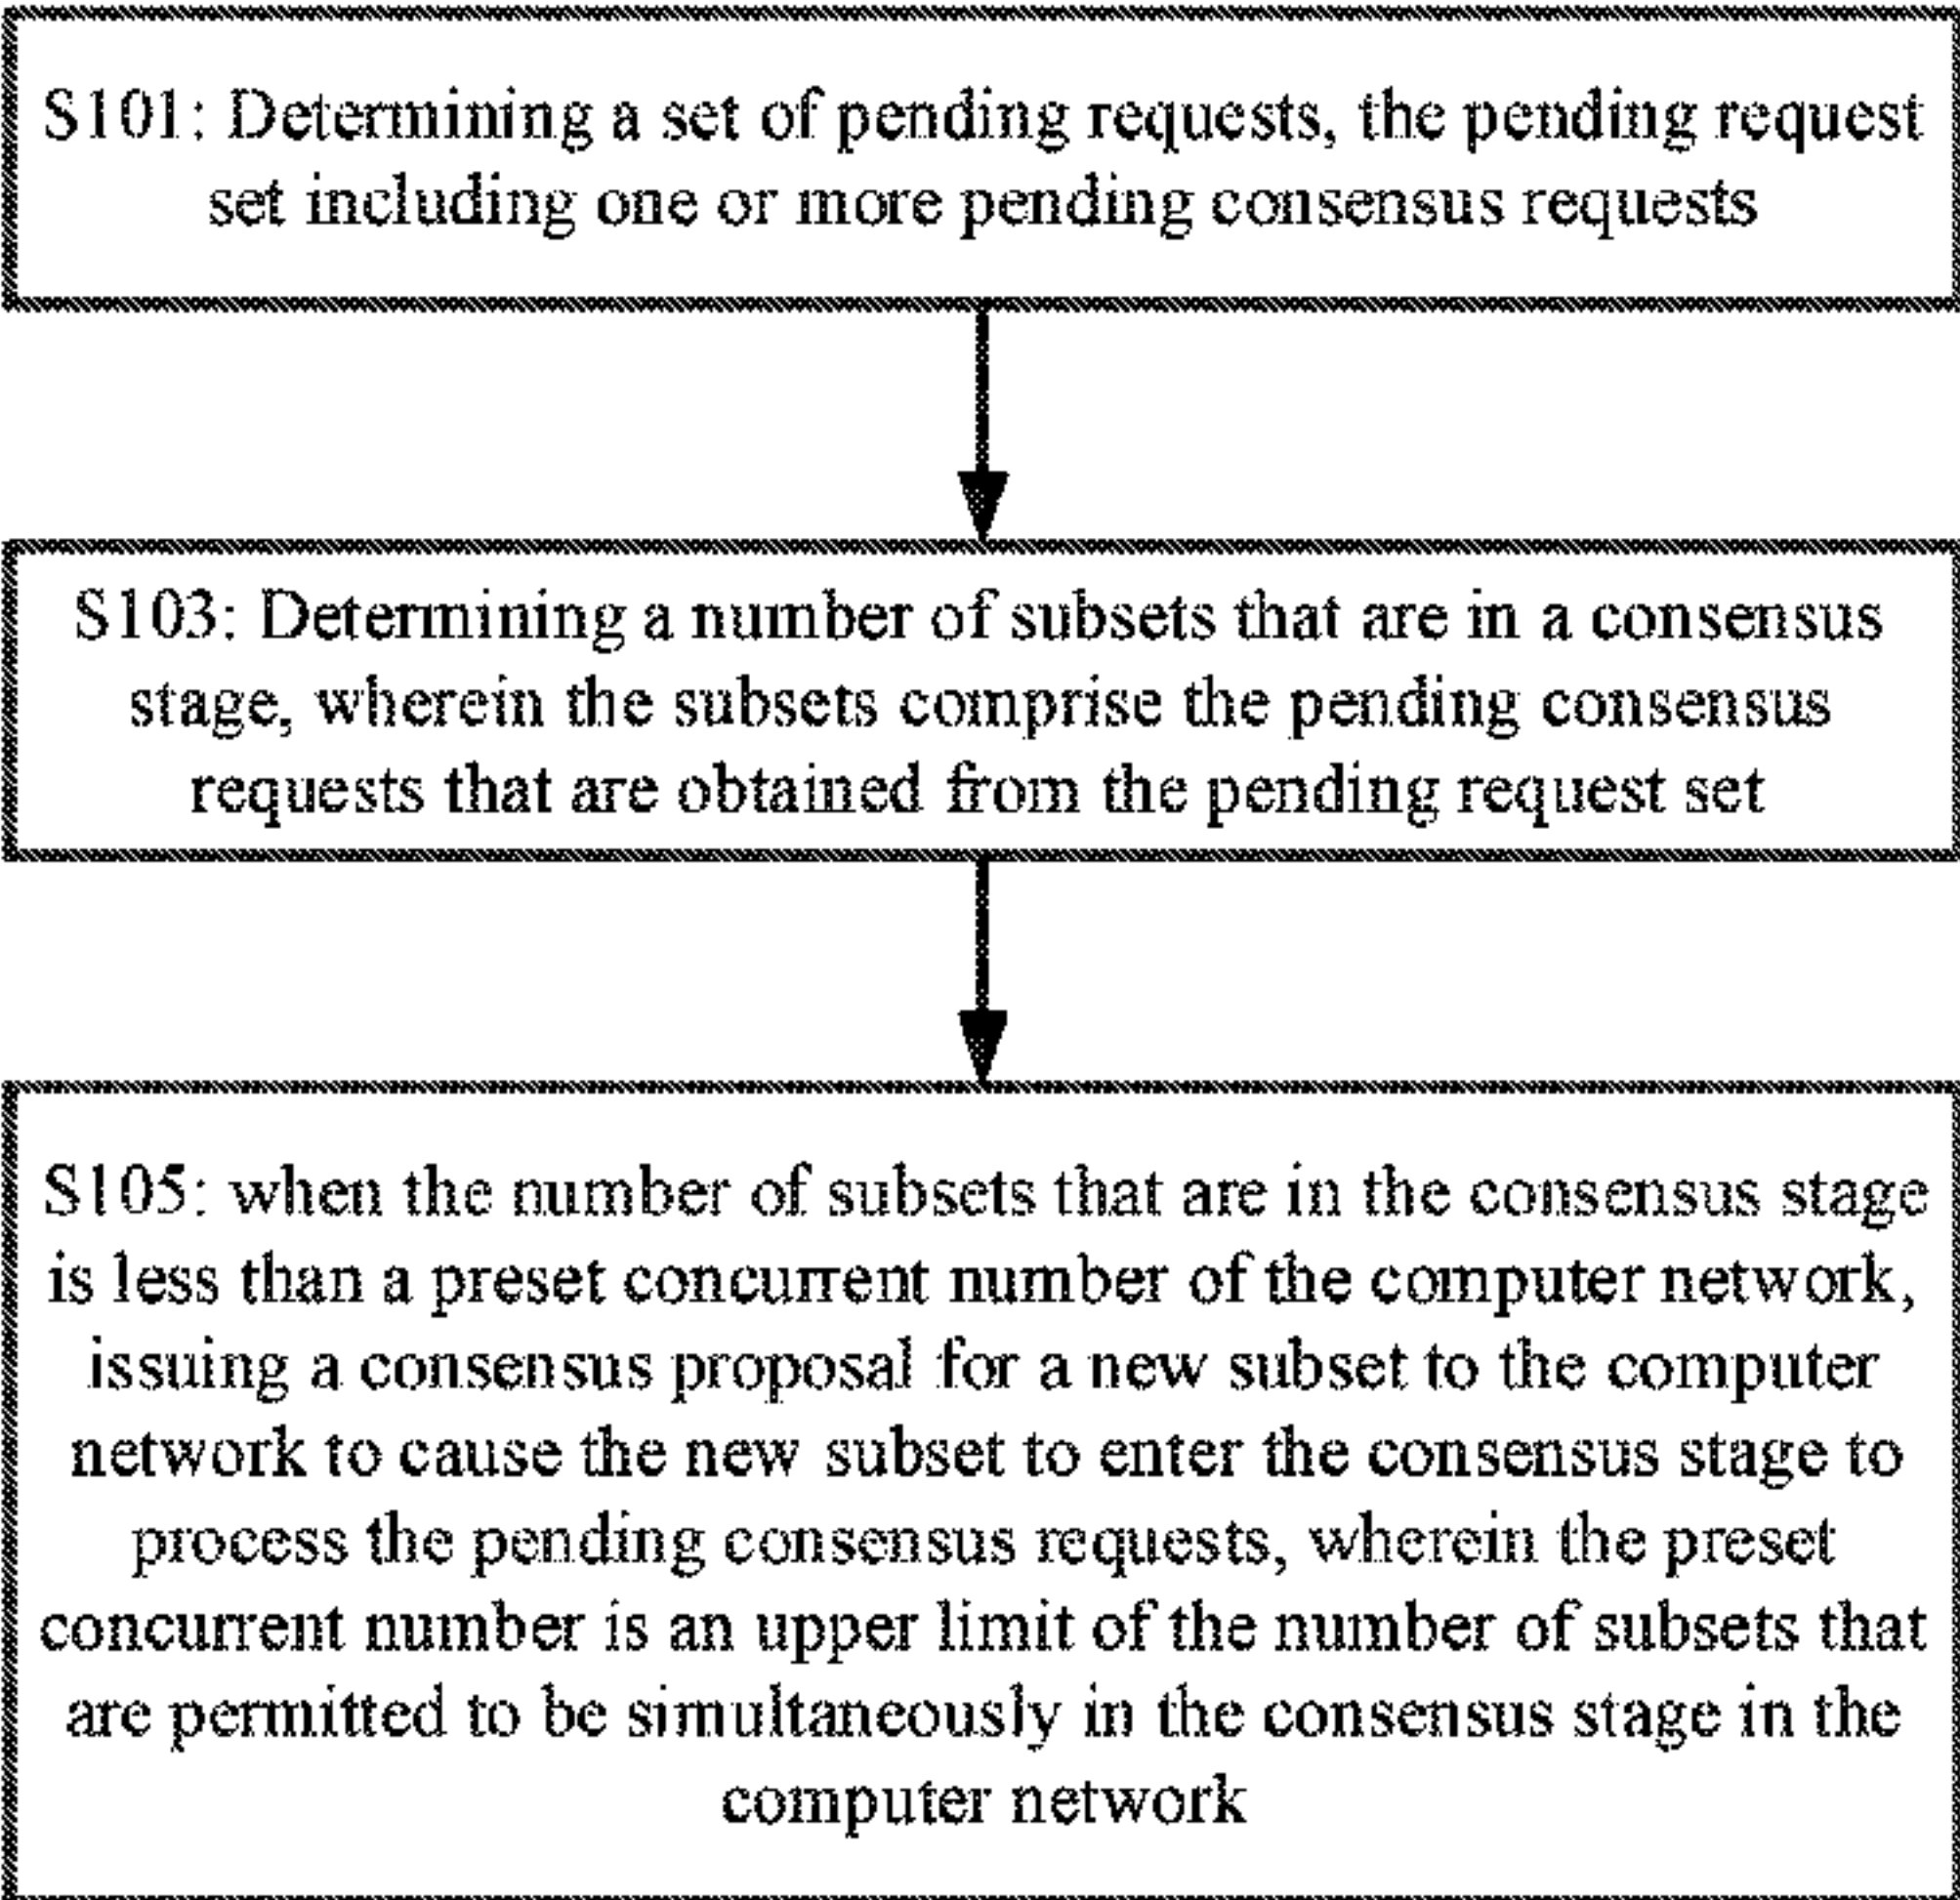 S101: Determining a set of pending requests, the pending request
set including one or more pending consensus requests
S103: Determining a number of subsets that are in a consensus
stage, wherein the subsets comprise the pending consensus
requests that are obtained from the pending request set
S105: when the number of subsets that are in the consensus stage
is less than a preset concurrent number of the computer network,
issuing a consensus proposal for a new subset to the computer
network to cause the new subset to enter the consensus stage to
process the pending consensus requests, wherein the preset
concurrent number is an upper limit of the number of subsets that
are permitted to be simultaneously in the consensus stage in the
computer network